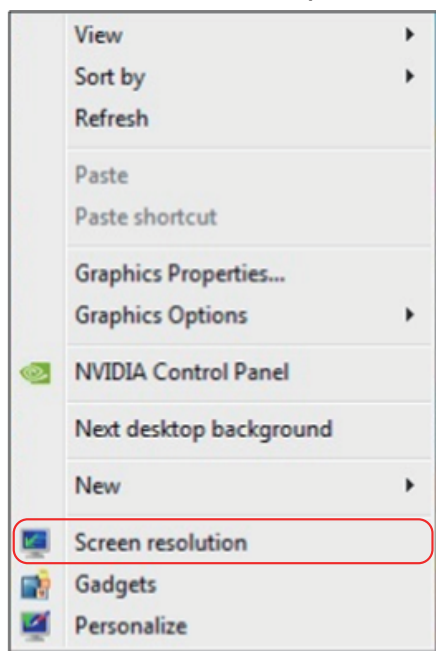 View
Sort by
Refresh
Paste
Paste shortcut
Graphics Properties...
Graphics Options
NVIDIA Control Panel
Next desktop background
New
Screen resolution
Gadgets
Personalize